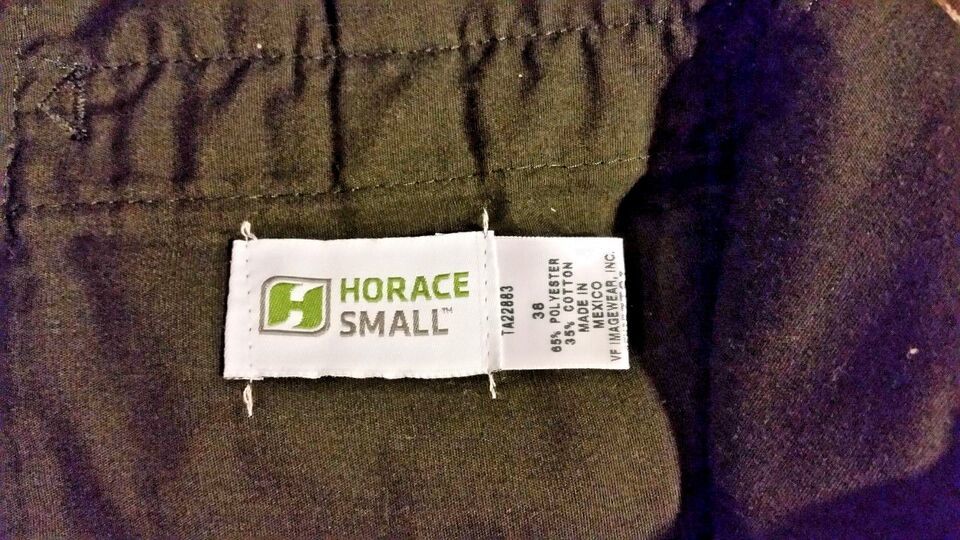 HORACE
SMALL™
TA22883
38
65% POLYESTER
35% COTTON
MADE IN
MEXICO
VF IMAGEWEAR, INC.